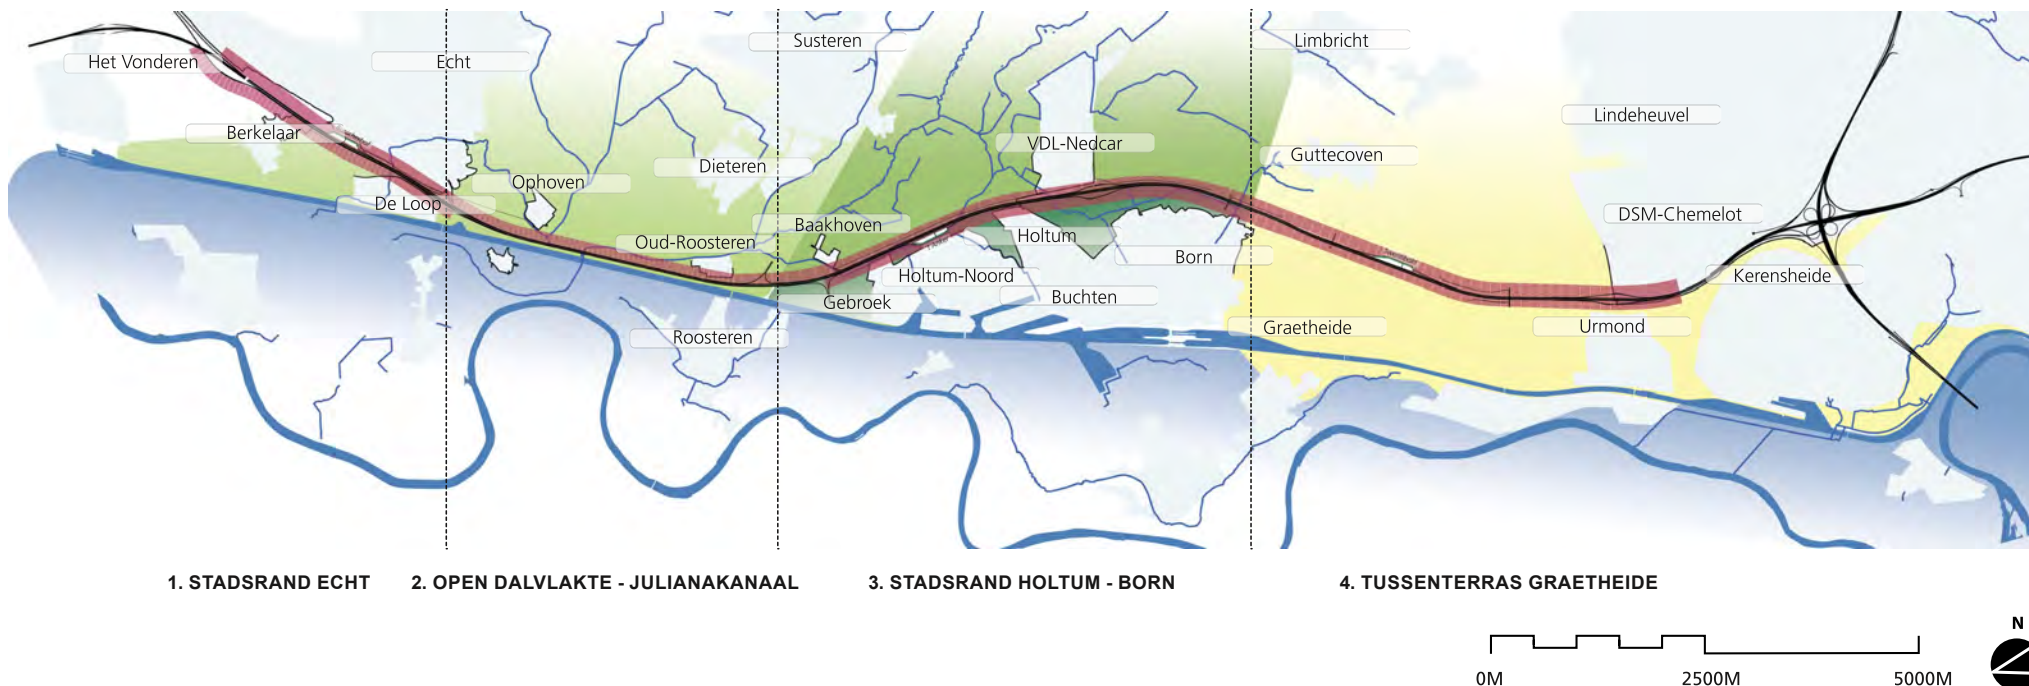 Susteren
Limbricht
Het Vonderen
Echt
Lindeheuvel
Berkelaar
VDL-Nedcar
Guttecoven
Dieteren
Ophoven
De Loop
DSM-Chemelot
Baakhoven
Oud-Roosteren
Holtum
Born
Holtum-Noord
Kerensheide
Gebroek
Buchten
Graetheide
Urmond
Roosteren
1. STADSRAND ECHT
2. OPEN DALVLAKTE - JULIANAKANAAL
3. STADSRAND HOLTUM - BORN
4. TUSSENTERRAS GRAETHEIDE
N
0M
2500M
5000M